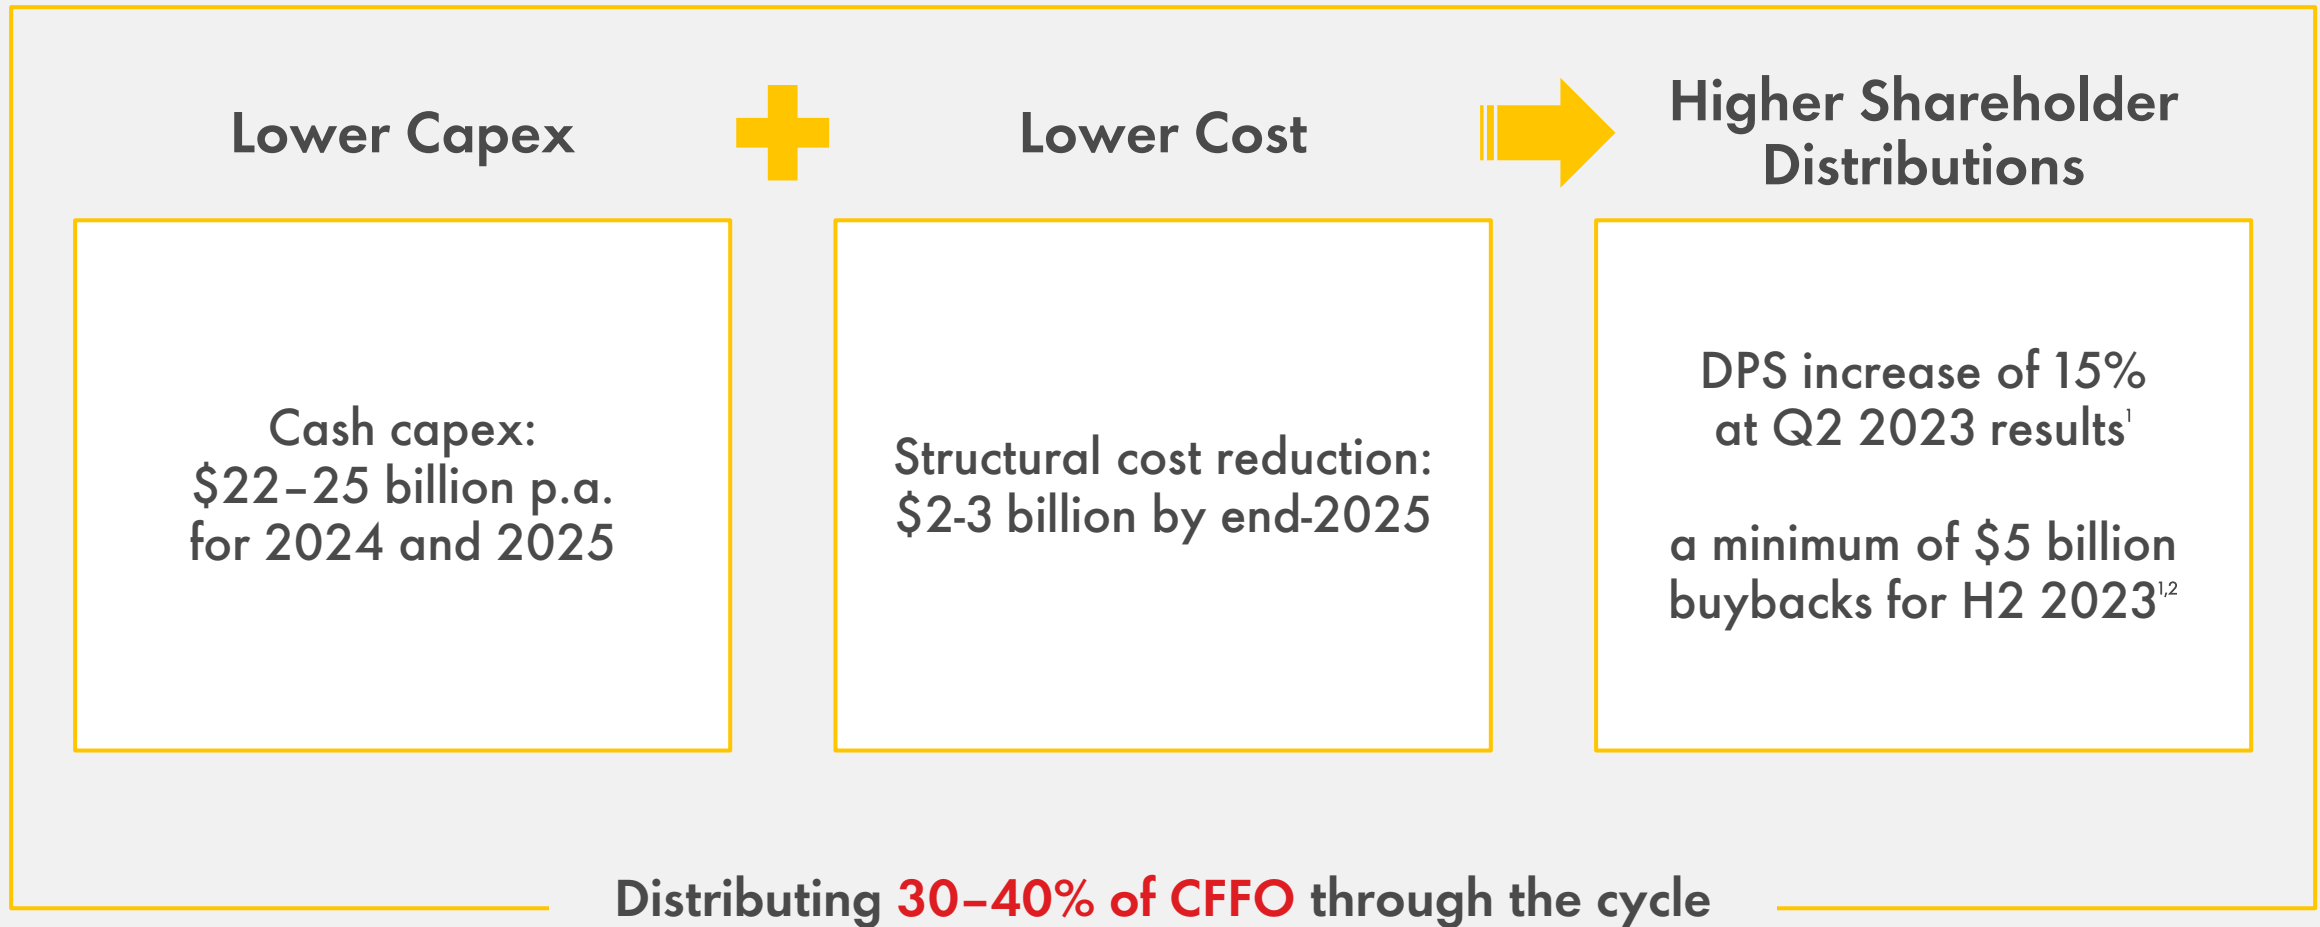 Lower Capex
Lower Cost
Higher Shareholder
Distributions
Cash capex:
$22–25 billion p.a.
for 2024 and 2025
Structural cost reduction:
$2-3 billion by end-2025
DPS increase of 15%
at Q2 2023 results¹
a minimum of $5 billion
buybacks for H2 2023¹,²
Distributing 30–40% of CFFO through the cycle